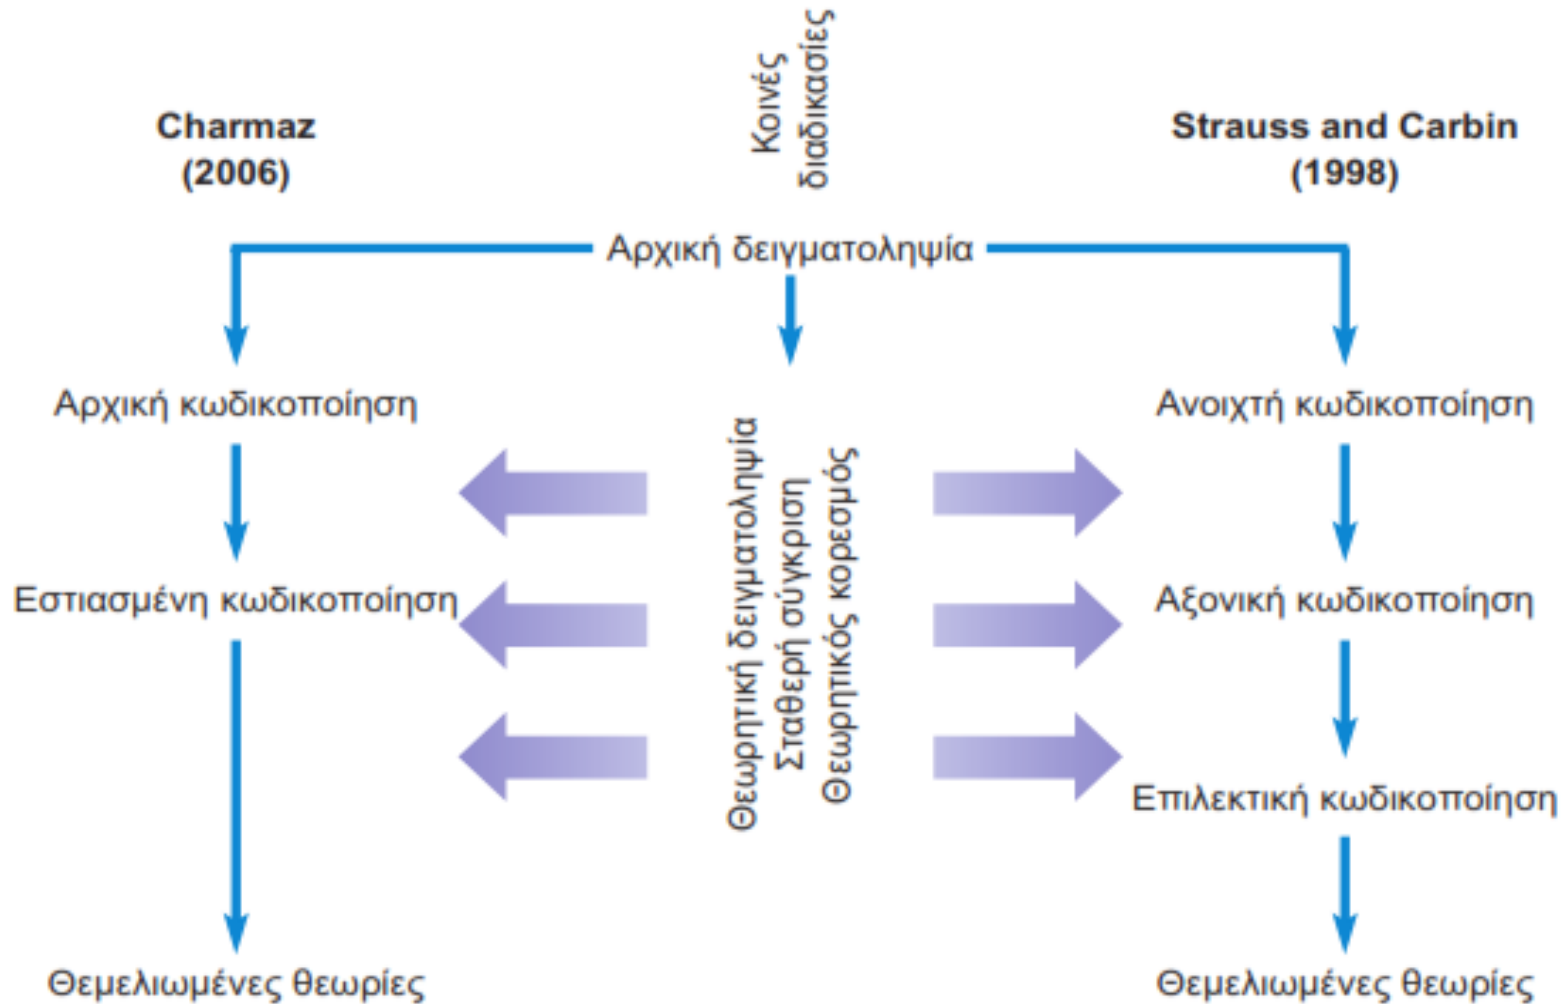 Κοινές
διαδικασίες
Charmaz
(2006)
Strauss and Carbin
(1998)
Αρχική δειγματοληψία
Αρχική κωδικοποίηση
Ανοιχτή κωδικοποίηση
Θεωρητική δειγματοληψία
Σταθερή σύγκριση
Θεωρητικός κορεσμός
Εστιασμένη κωδικοποίηση
Αξονική κωδικοποίηση
Επιλεκτική κωδικοποίηση
Θεμελιωμένες θεωρίες
Θεμελιωμένες θεωρίες